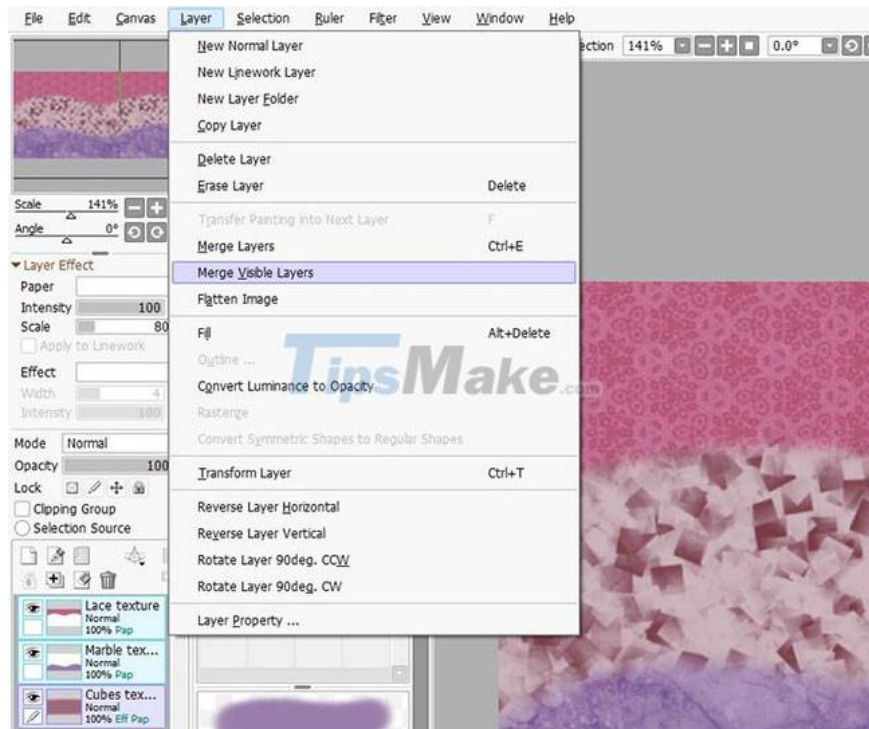 File Edit Canvas Layer Selection Ruler Filter View Window Help
ection 141% 0.0°
New Normal Layer
New Linework Layer
New Layer Folder
Copy Layer
Delete Layer
Erase Layer Delete
Transfer Painting into Next Layer F
Merge Layers Ctrl+E
Merge Visible Layers
Flatten Image
Fill Alt+Delete
Outline ...
Convert Luminance to Opacity
Rasterize
Convert Symmetric Shapes to Regular Shapes
Transform Layer Ctrl+T
Reverse Layer Horizontal
Reverse Layer Vertical
Rotate Layer 90deg. CCW
Rotate Layer 90deg. CW
Layer Property ...
Scale 141%
Angle 0°
Layer Effect
Paper
Intensity 100
Scale 80
Apply to Linework
Effect
Width 4
Intensity 100
Mode Normal
Opacity 100
Lock
Clipping Group
Selection Source
Lace texture
Normal
100% Pap
Marble tex...
Normal
100% Pap
Cubes tex...
Normal
100% Eff Pap
TipsMake.com